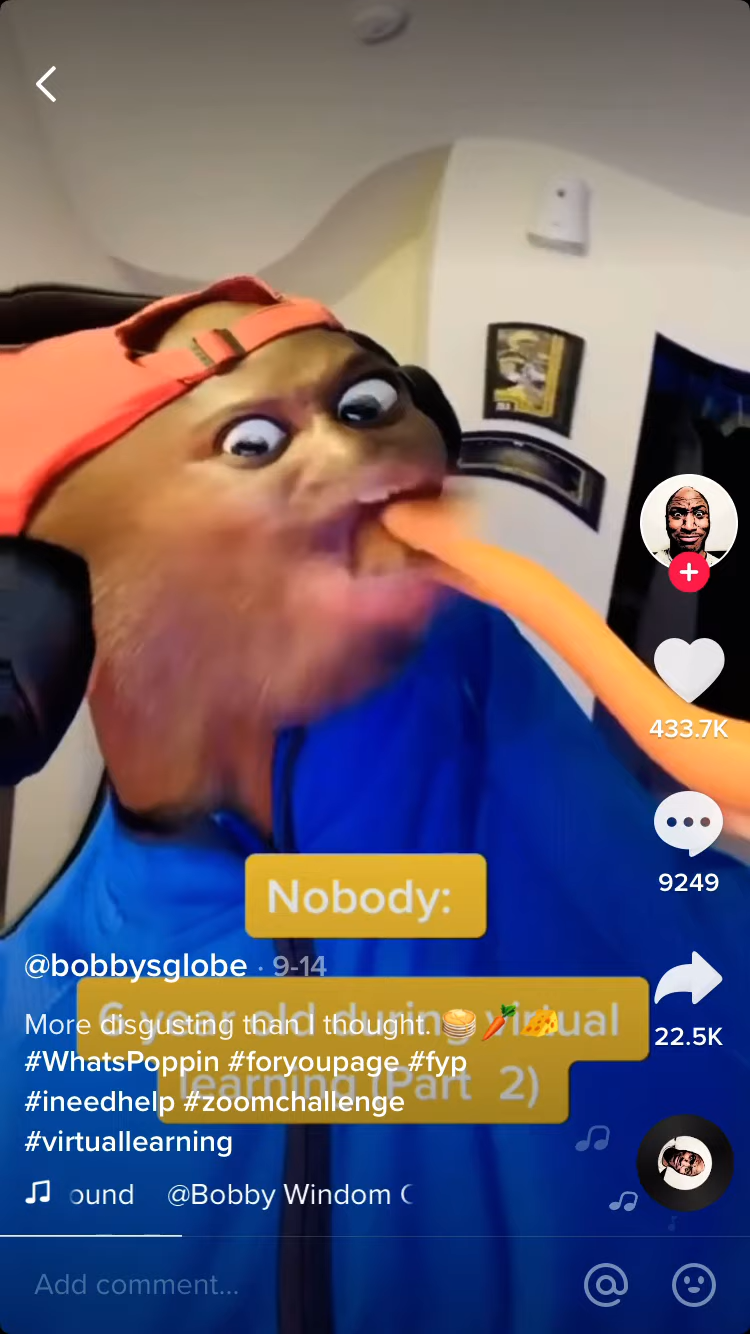 433.7K
Nobody:
9249
@bobbysglobe · 9-14
6 year old during virtual
learning (Part 2)
More disgusting than I thought. 🥞🥕🧀
#WhatsPoppin #foryoupage #fyp
#ineedhelp #zoomchallenge
#virtuallearning
22.5K
ound @Bobby Windom
Add comment...